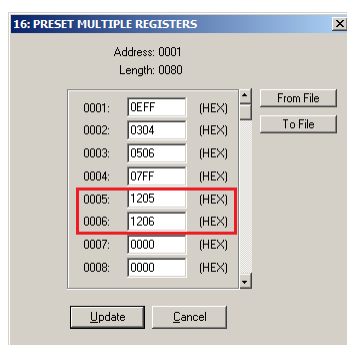 16: PRESET MULTIPLE REGISTERS
Address: 0001
Length: 0080
0001: 0EFF (HEX)
0002: 0304 (HEX)
0003: 0506 (HEX)
0004: 07FF (HEX)
0005: 1205 (HEX)
0006: 1206 (HEX)
0007: 0000 (HEX)
0008: 0000 (HEX)
From File
To File
Update
Cancel